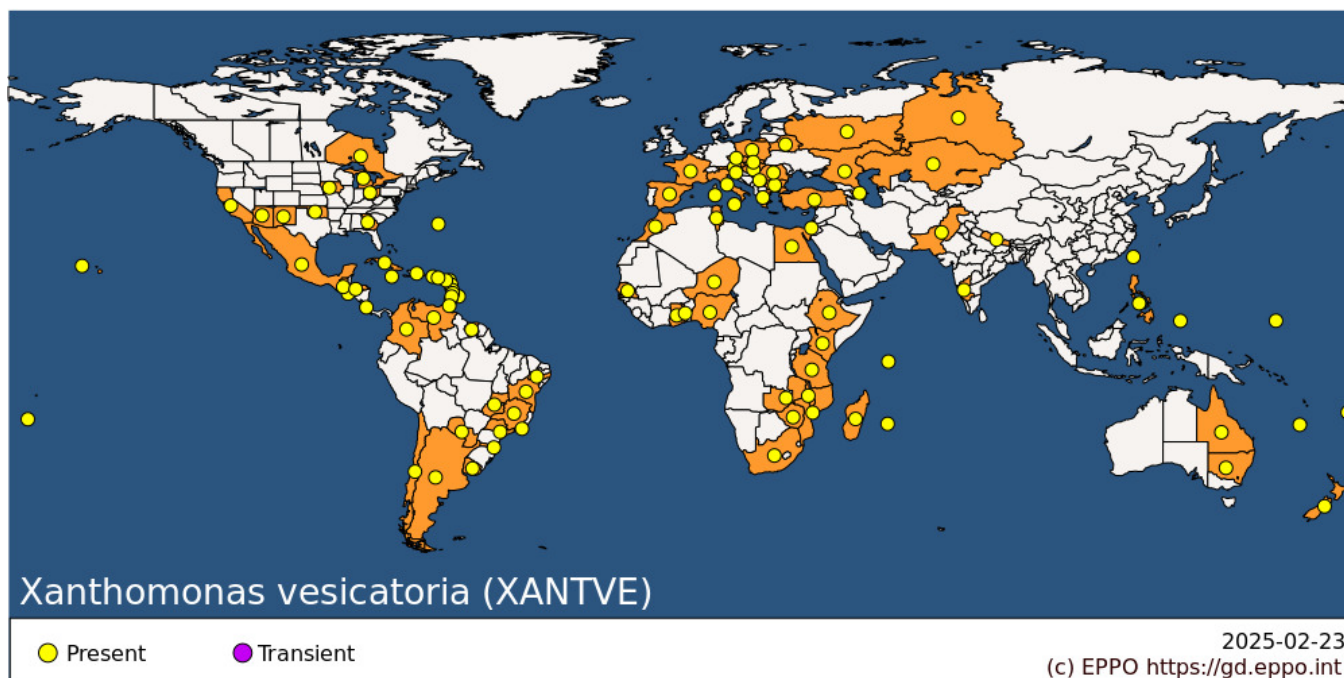 Xanthomonas vesicatoria (XANTVE)
Present
Transient
2025-02-23
(c) EPPO https://gd.eppo.int